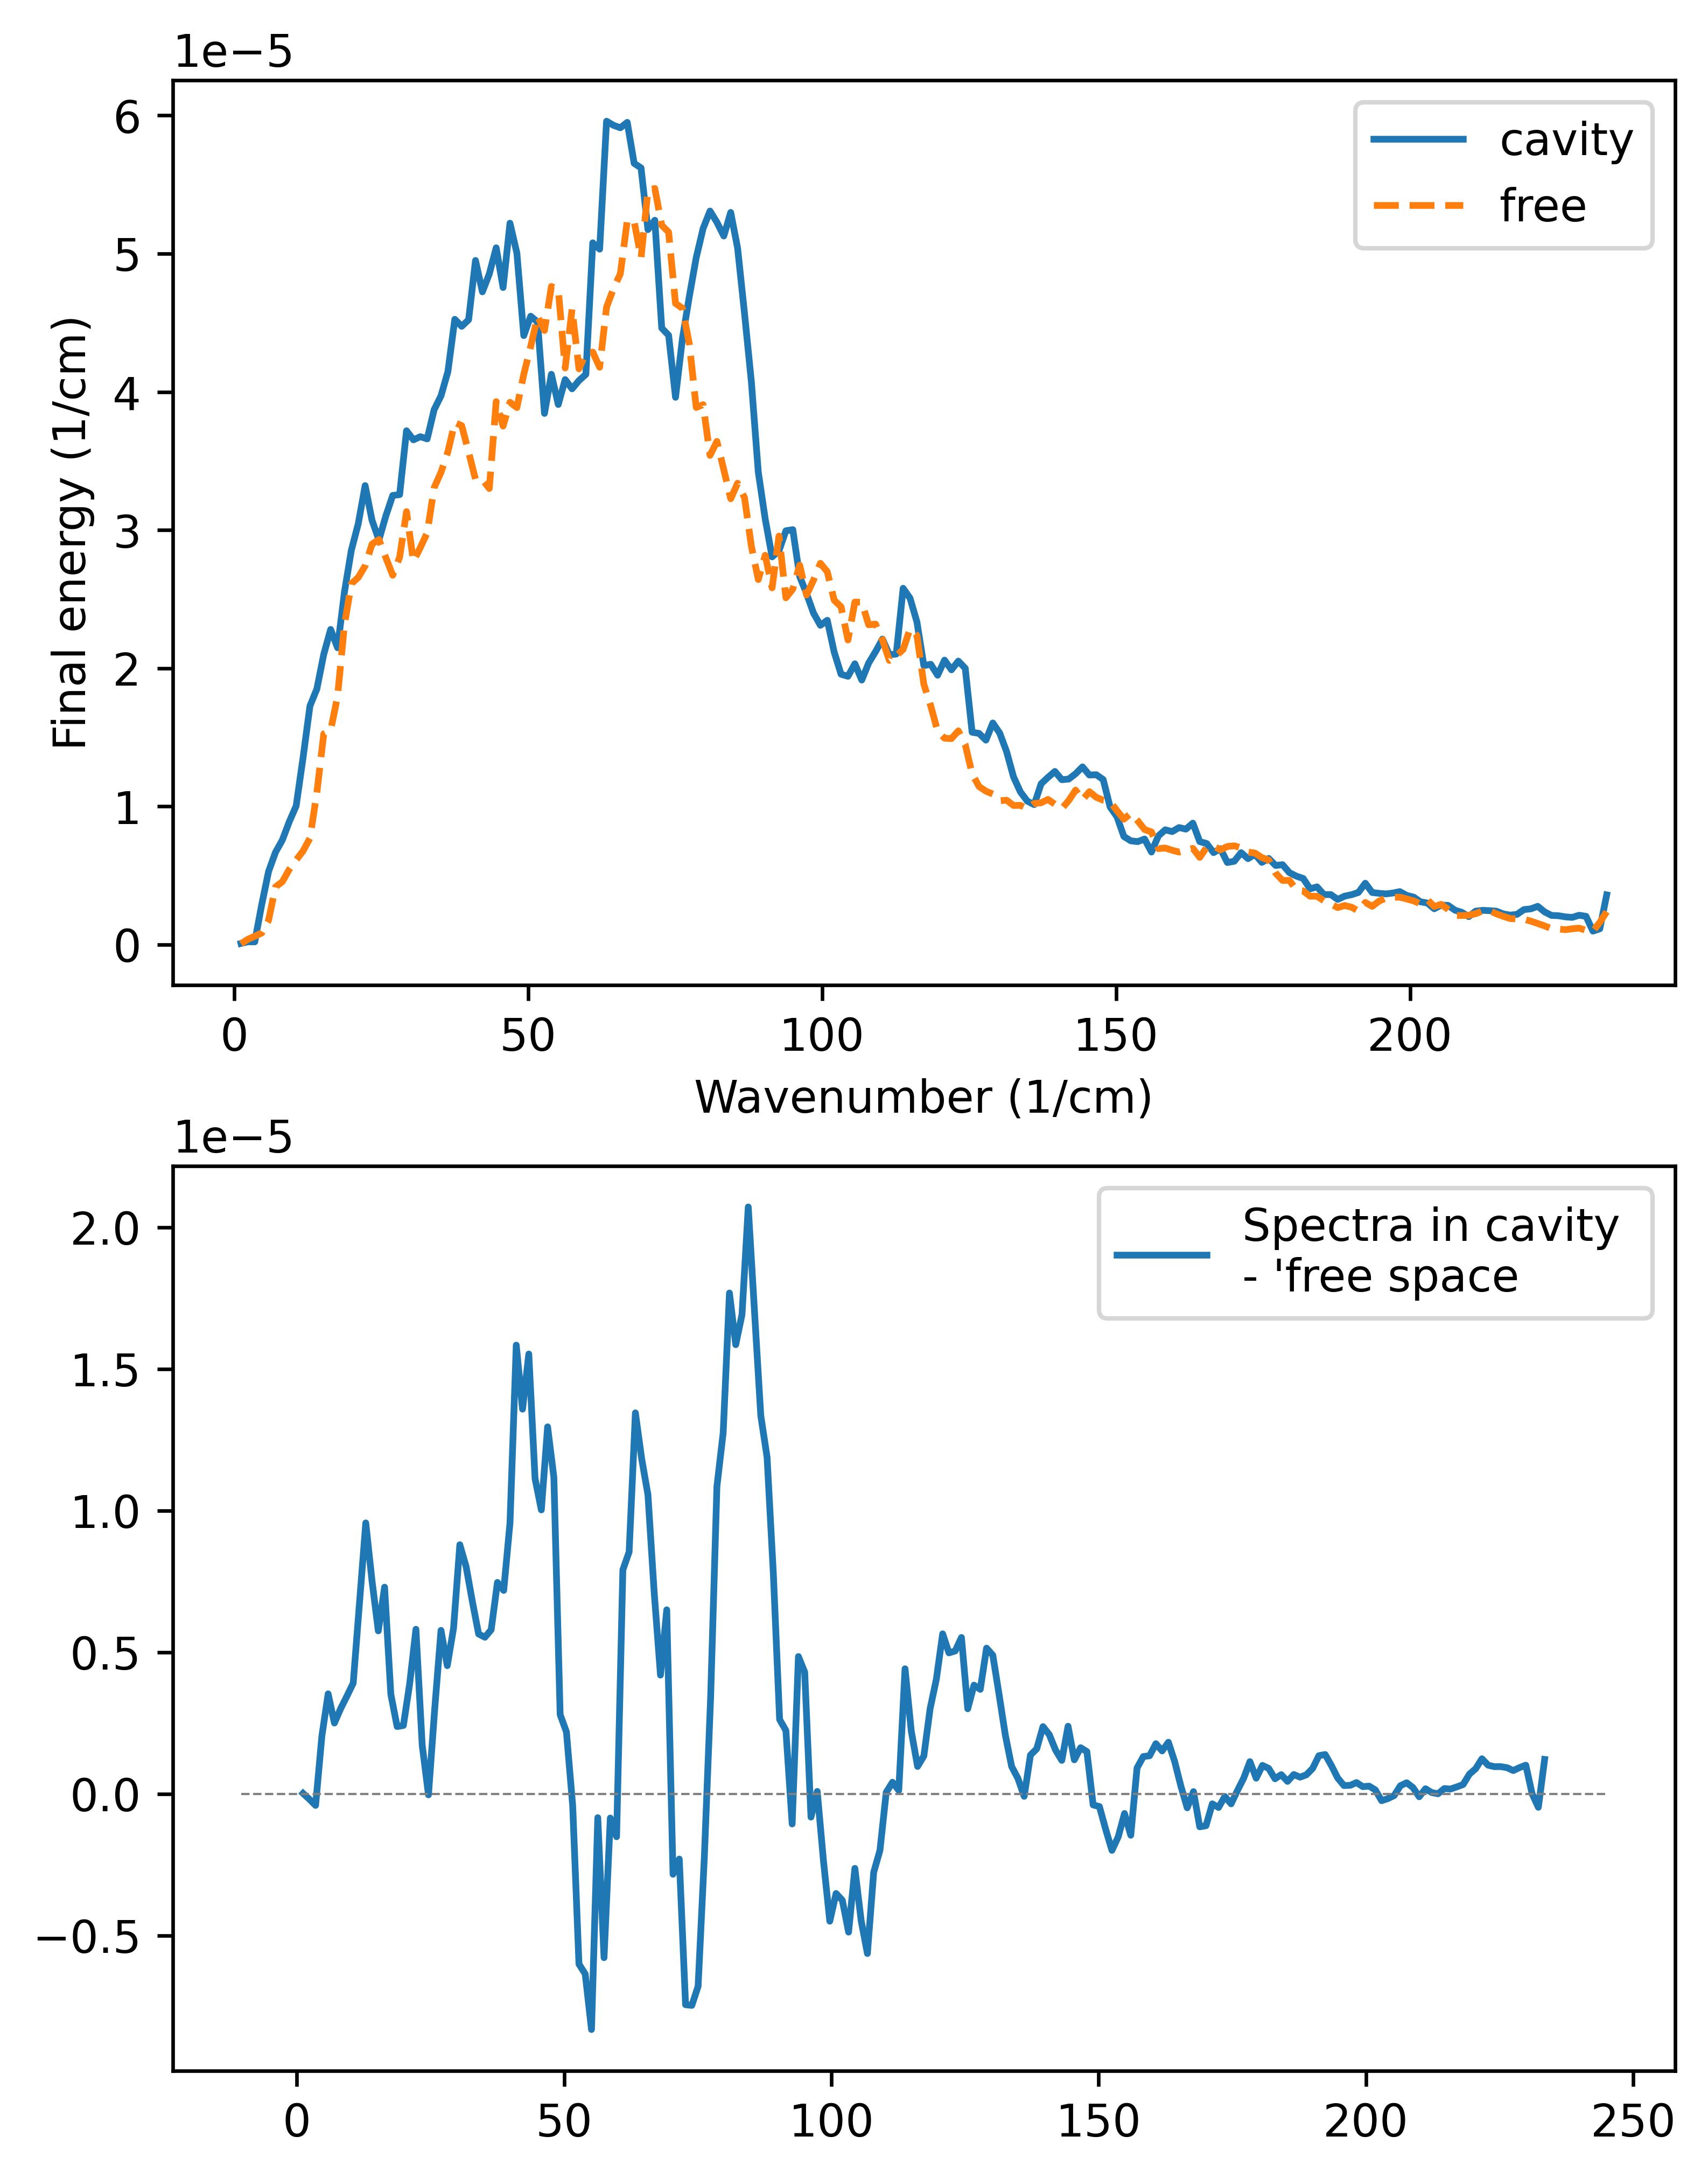 1e−5
6
5
4
3
2
1
0
Final energy (1/cm)
cavity
free
0 50 100 150 200
Wavenumber (1/cm)
1e−5
2.0
1.5
1.0
0.5
0.0
−0.5
Spectra in cavity
- 'free space
0 50 100 150 200 250